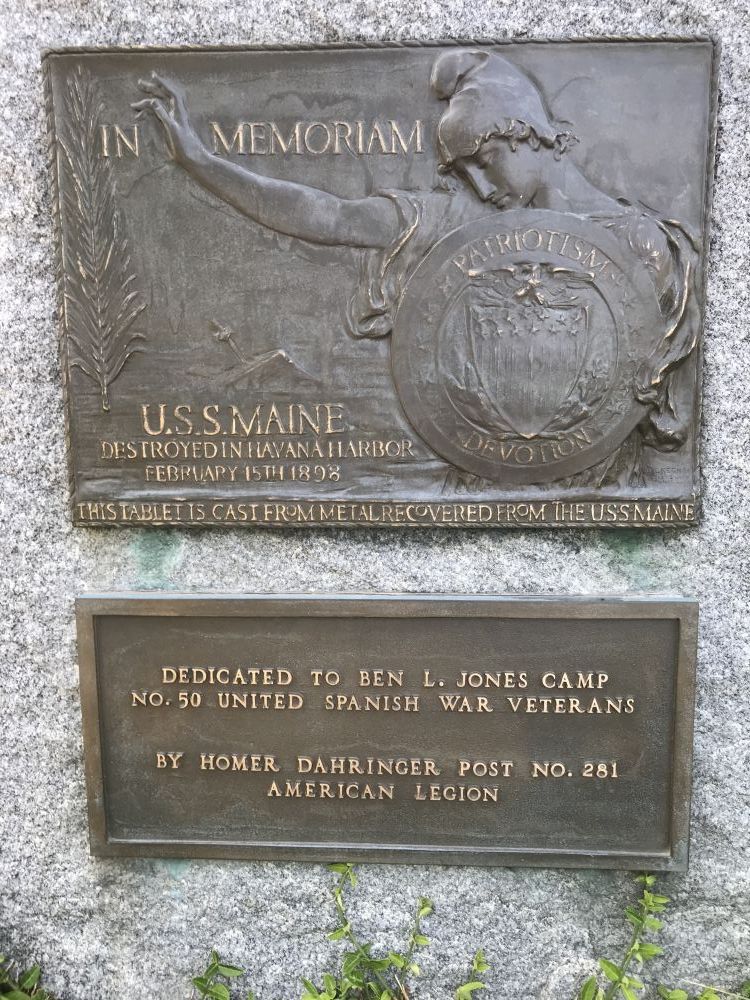 IN MEMORIAM
PATRIOTISM
DEVOTION
U.S.S. MAINE
DESTROYED IN HAVANA HARBOR
FEBRUARY 15TH 1898
THIS TABLET IS CAST FROM METAL RECOVERED FROM THE U.S.S. MAINE
DEDICATED TO BEN L. JONES CAMP
NO. 50 UNITED SPANISH WAR VETERANS
BY HOMER DAHRINGER POST NO. 281
AMERICAN LEGION